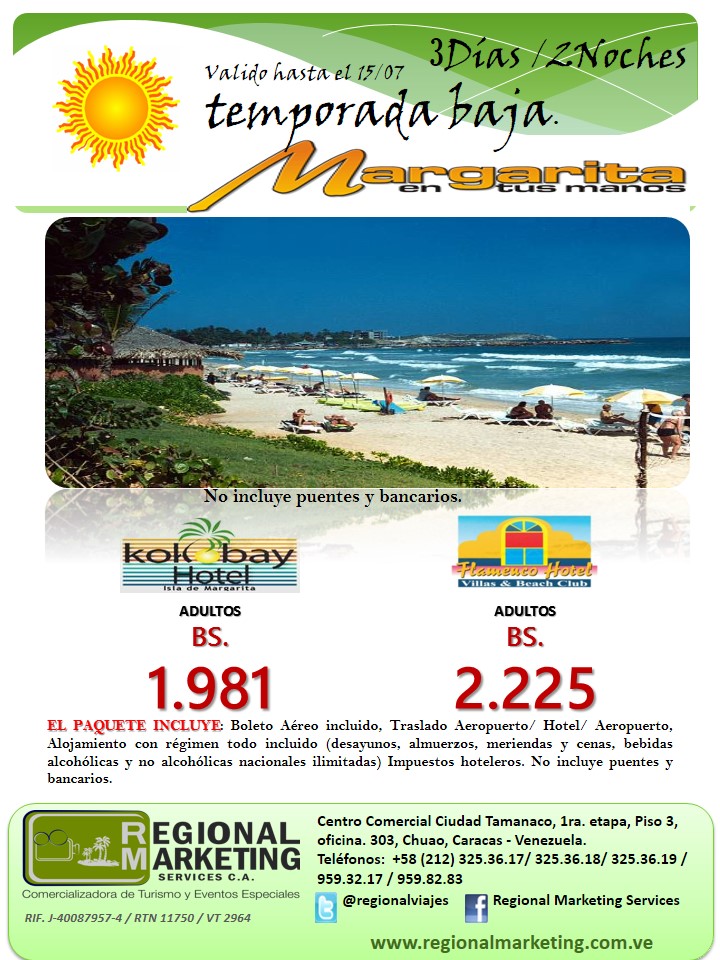 3Días /2Noches
Valido hasta el 15/07
temporada baja.
Margarita
en tus manos
No incluye puentes y bancarios.
kolobay
Hotel
Isla de Margarita
Flamenco Hotel
Villas & Beach Club
ADULTOS
BS.
1.981
ADULTOS
BS.
2.225
EL PAQUETE INCLUYE: Boleto Aéreo incluido, Traslado Aeropuerto/ Hotel/ Aeropuerto,
Alojamiento con régimen todo incluido (desayunos, almuerzos, meriendas y cenas, bebidas
alcohólicas y no alcohólicas nacionales ilimitadas) Impuestos hoteleros. No incluye puentes y
bancarios.
REGIONAL
MARKETING
SERVICES C.A.
Comercializadora de Turismo y Eventos Especiales
RIF. J-40087957-4 / RTN 11750 / VT 2964
Centro Comercial Ciudad Tamanaco, 1ra. etapa, Piso 3,
oficina. 303, Chuao, Caracas - Venezuela.
Teléfonos: +58 (212) 325.36.17/ 325.36.18/ 325.36.19 /
959.32.17 / 959.82.83
@regionalviajes
Regional Marketing Services
www.regionalmarketing.com.ve